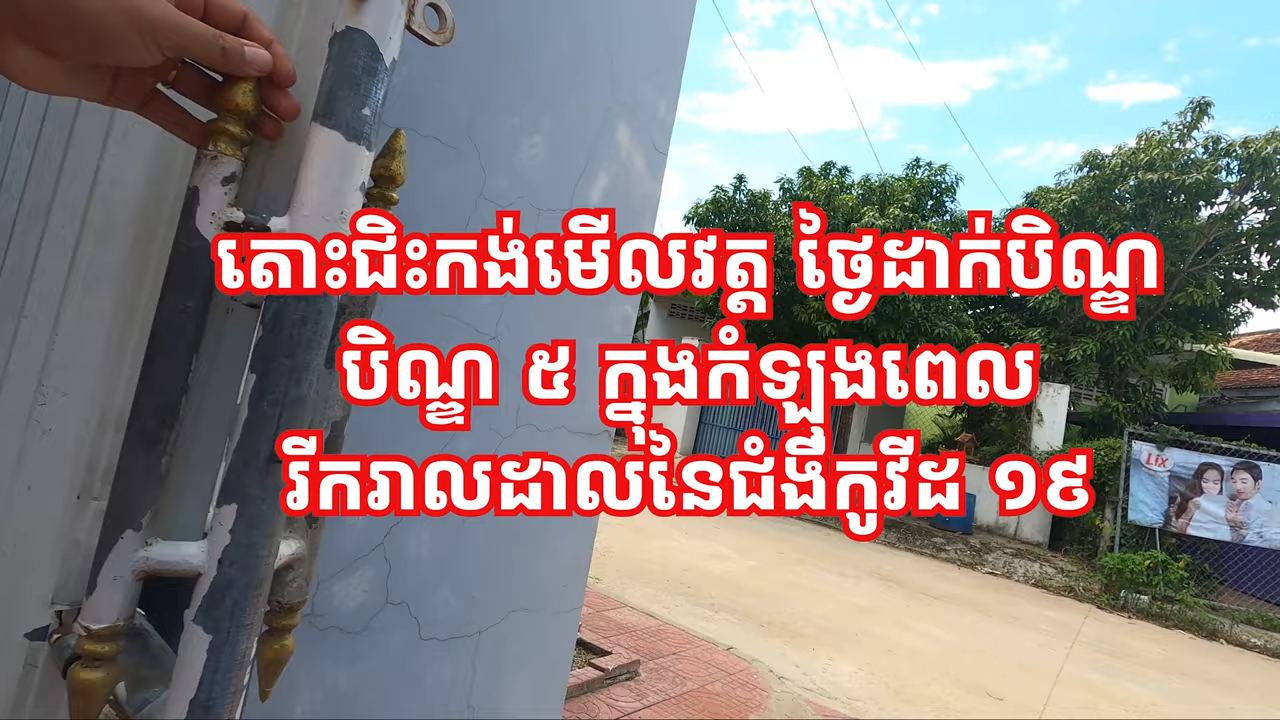 តោះជិះកង់មើលវត្ត ថ្ងៃដាក់បិណ្ឌ
បិណ្ឌ ៥ ក្នុងកំឡុងពេល
រីករាលដាលនៃជំងឺកូវីដ ១៩
LIX